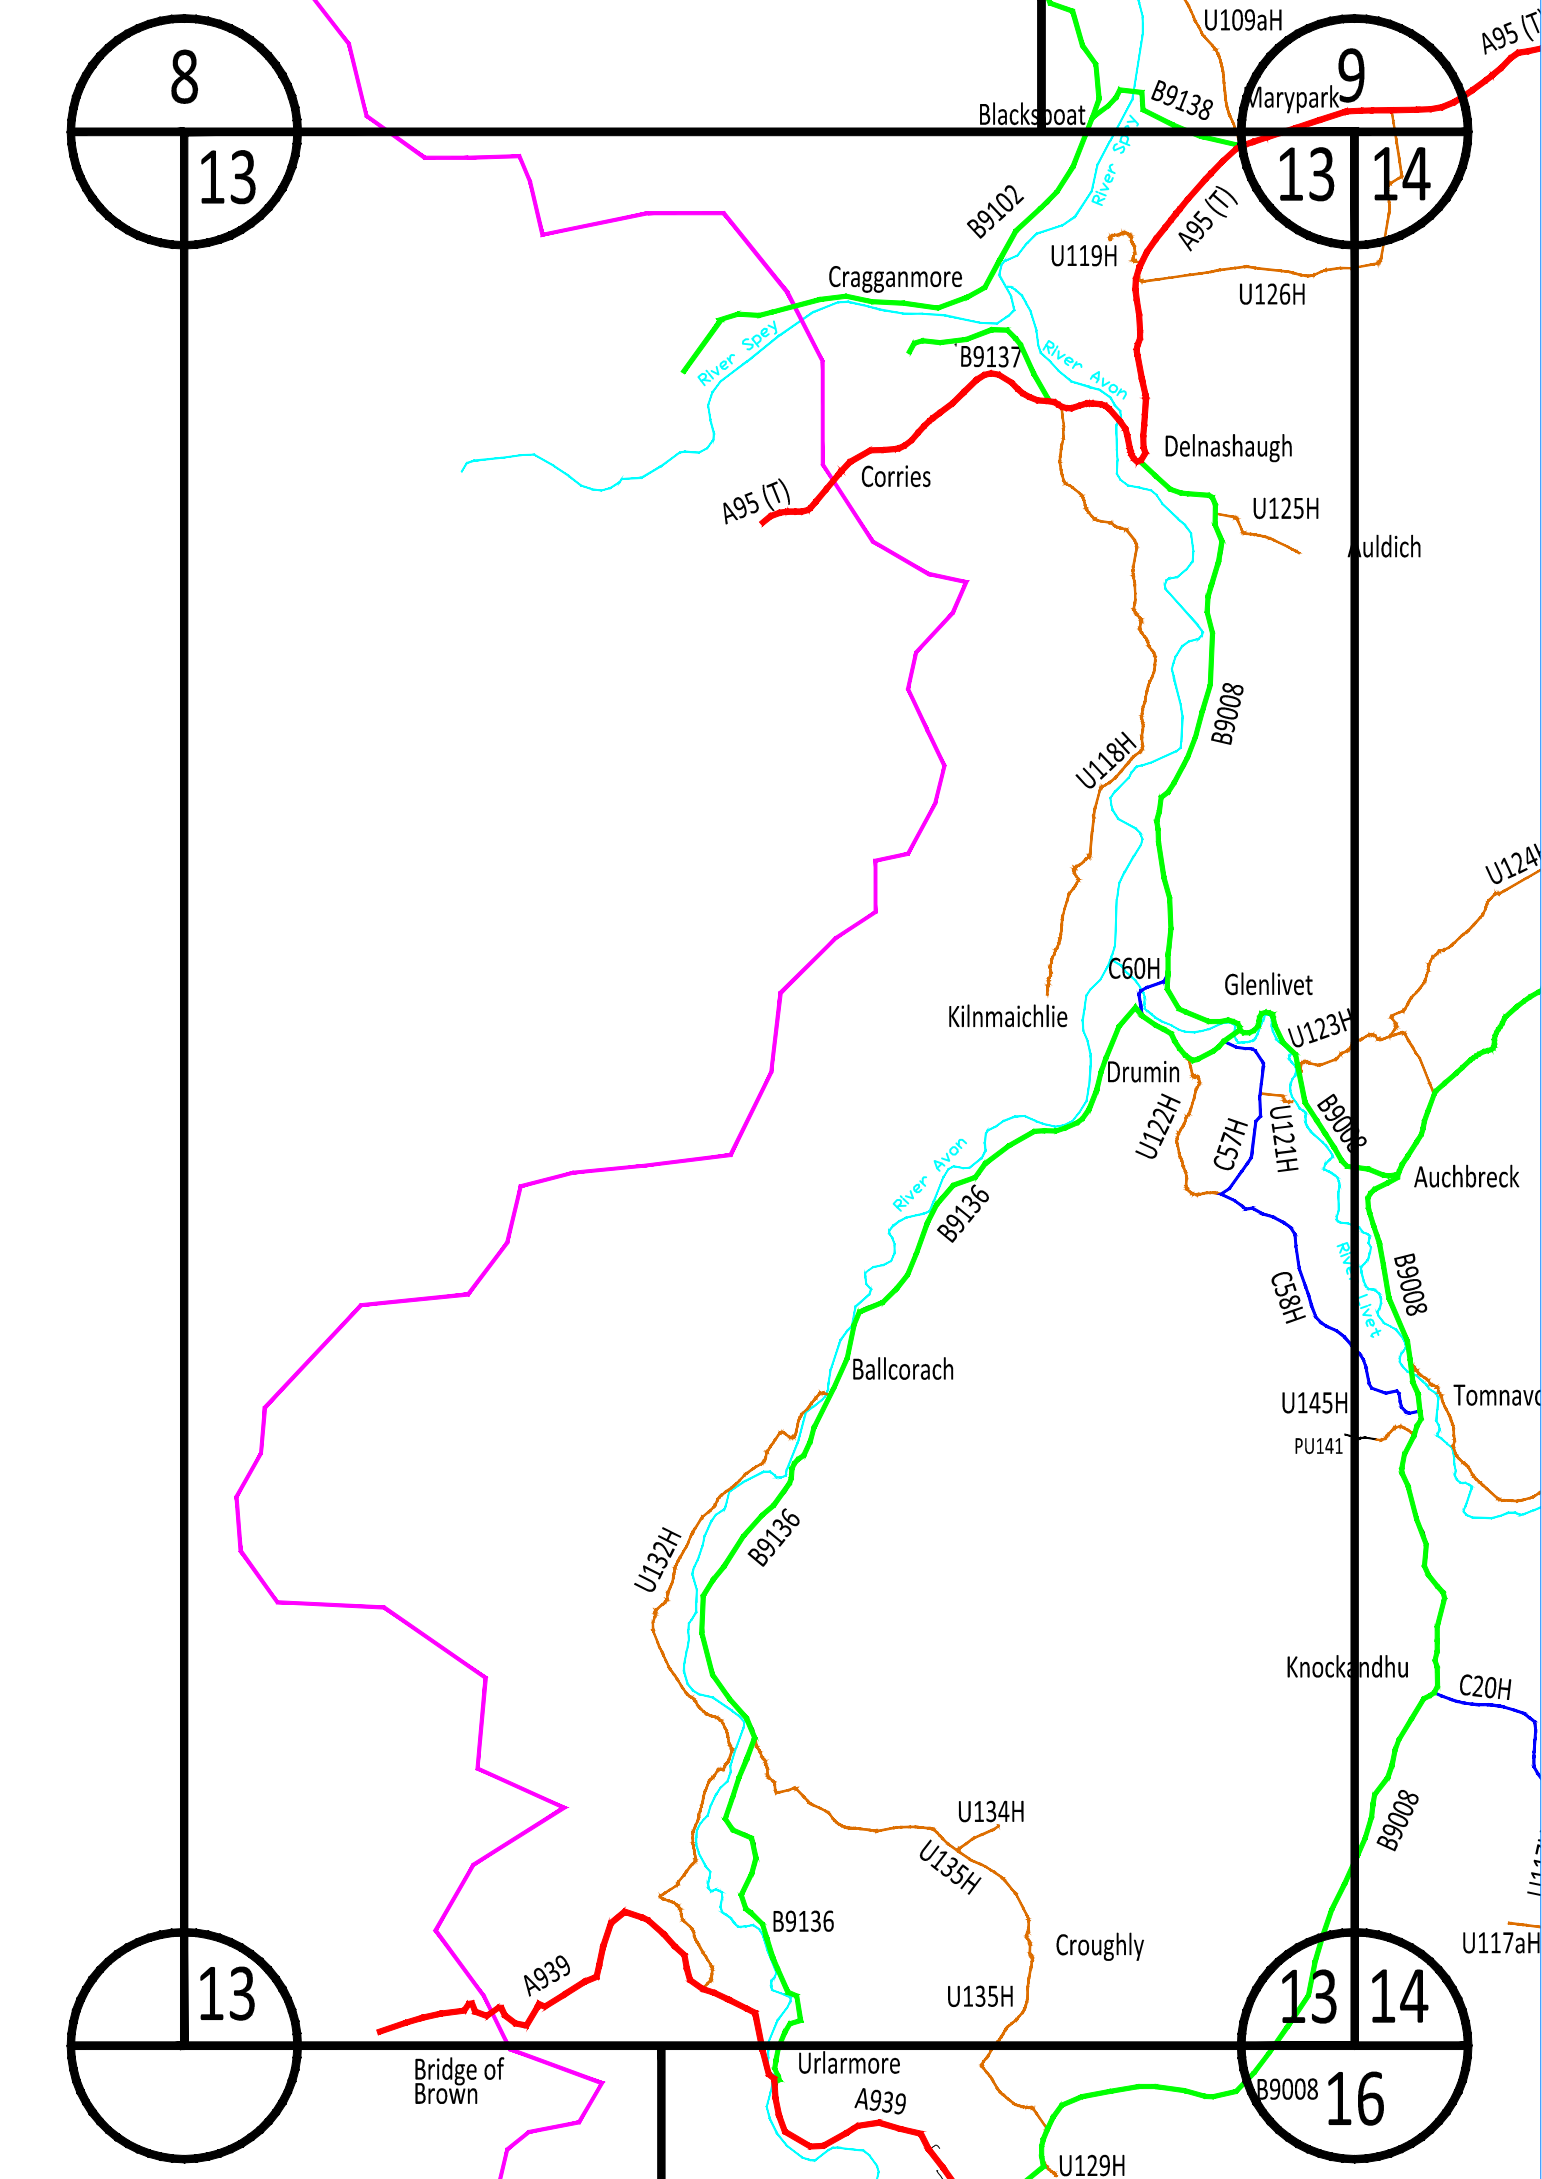 U109aH
A95 (T)
8
9
B9138
Marypark
Blacksboat
13
River Spey
13
14
B9102
A95 (T)
U119H
Cragganmore
U126H
River Spey
B9137
River Avon
Delnashaugh
Corries
A95 (T)
U125H
Auldich
B9008
U118H
U124H
C60H
Glenlivet
Kilnmaichlie
U123H
Drumin
B9008
U122H
C57H
U121H
River Avon
Auchbreck
B9136
River Livet
B9008
C58H
Ballcorach
U145H
Tomnavo
PU141
B9136
U132H
Knockandhu
C20H
U134H
B9008
U135H
B9136
Croughly
U117aH
A939
13
U135H
13
14
Bridge of
Brown
Urlarmore
A939
B9008
16
U129H